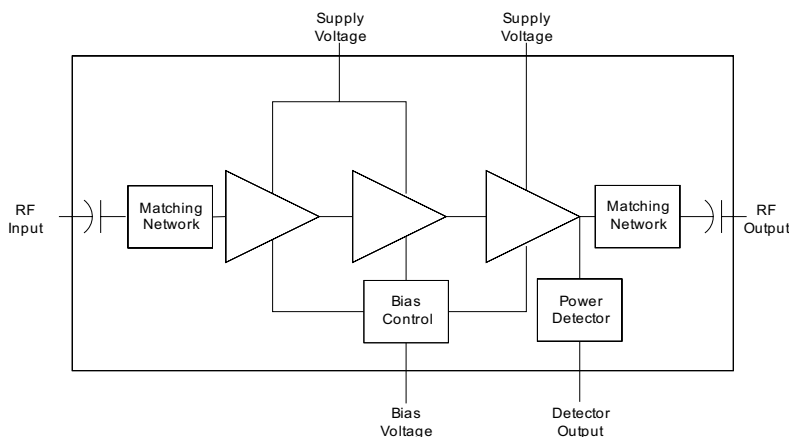 Supply
Voltage
Supply
Voltage
RF
Input
Matching
Network
Matching
Network
RF
Output
Bias
Control
Power
Detector
Bias
Voltage
Detector
Output